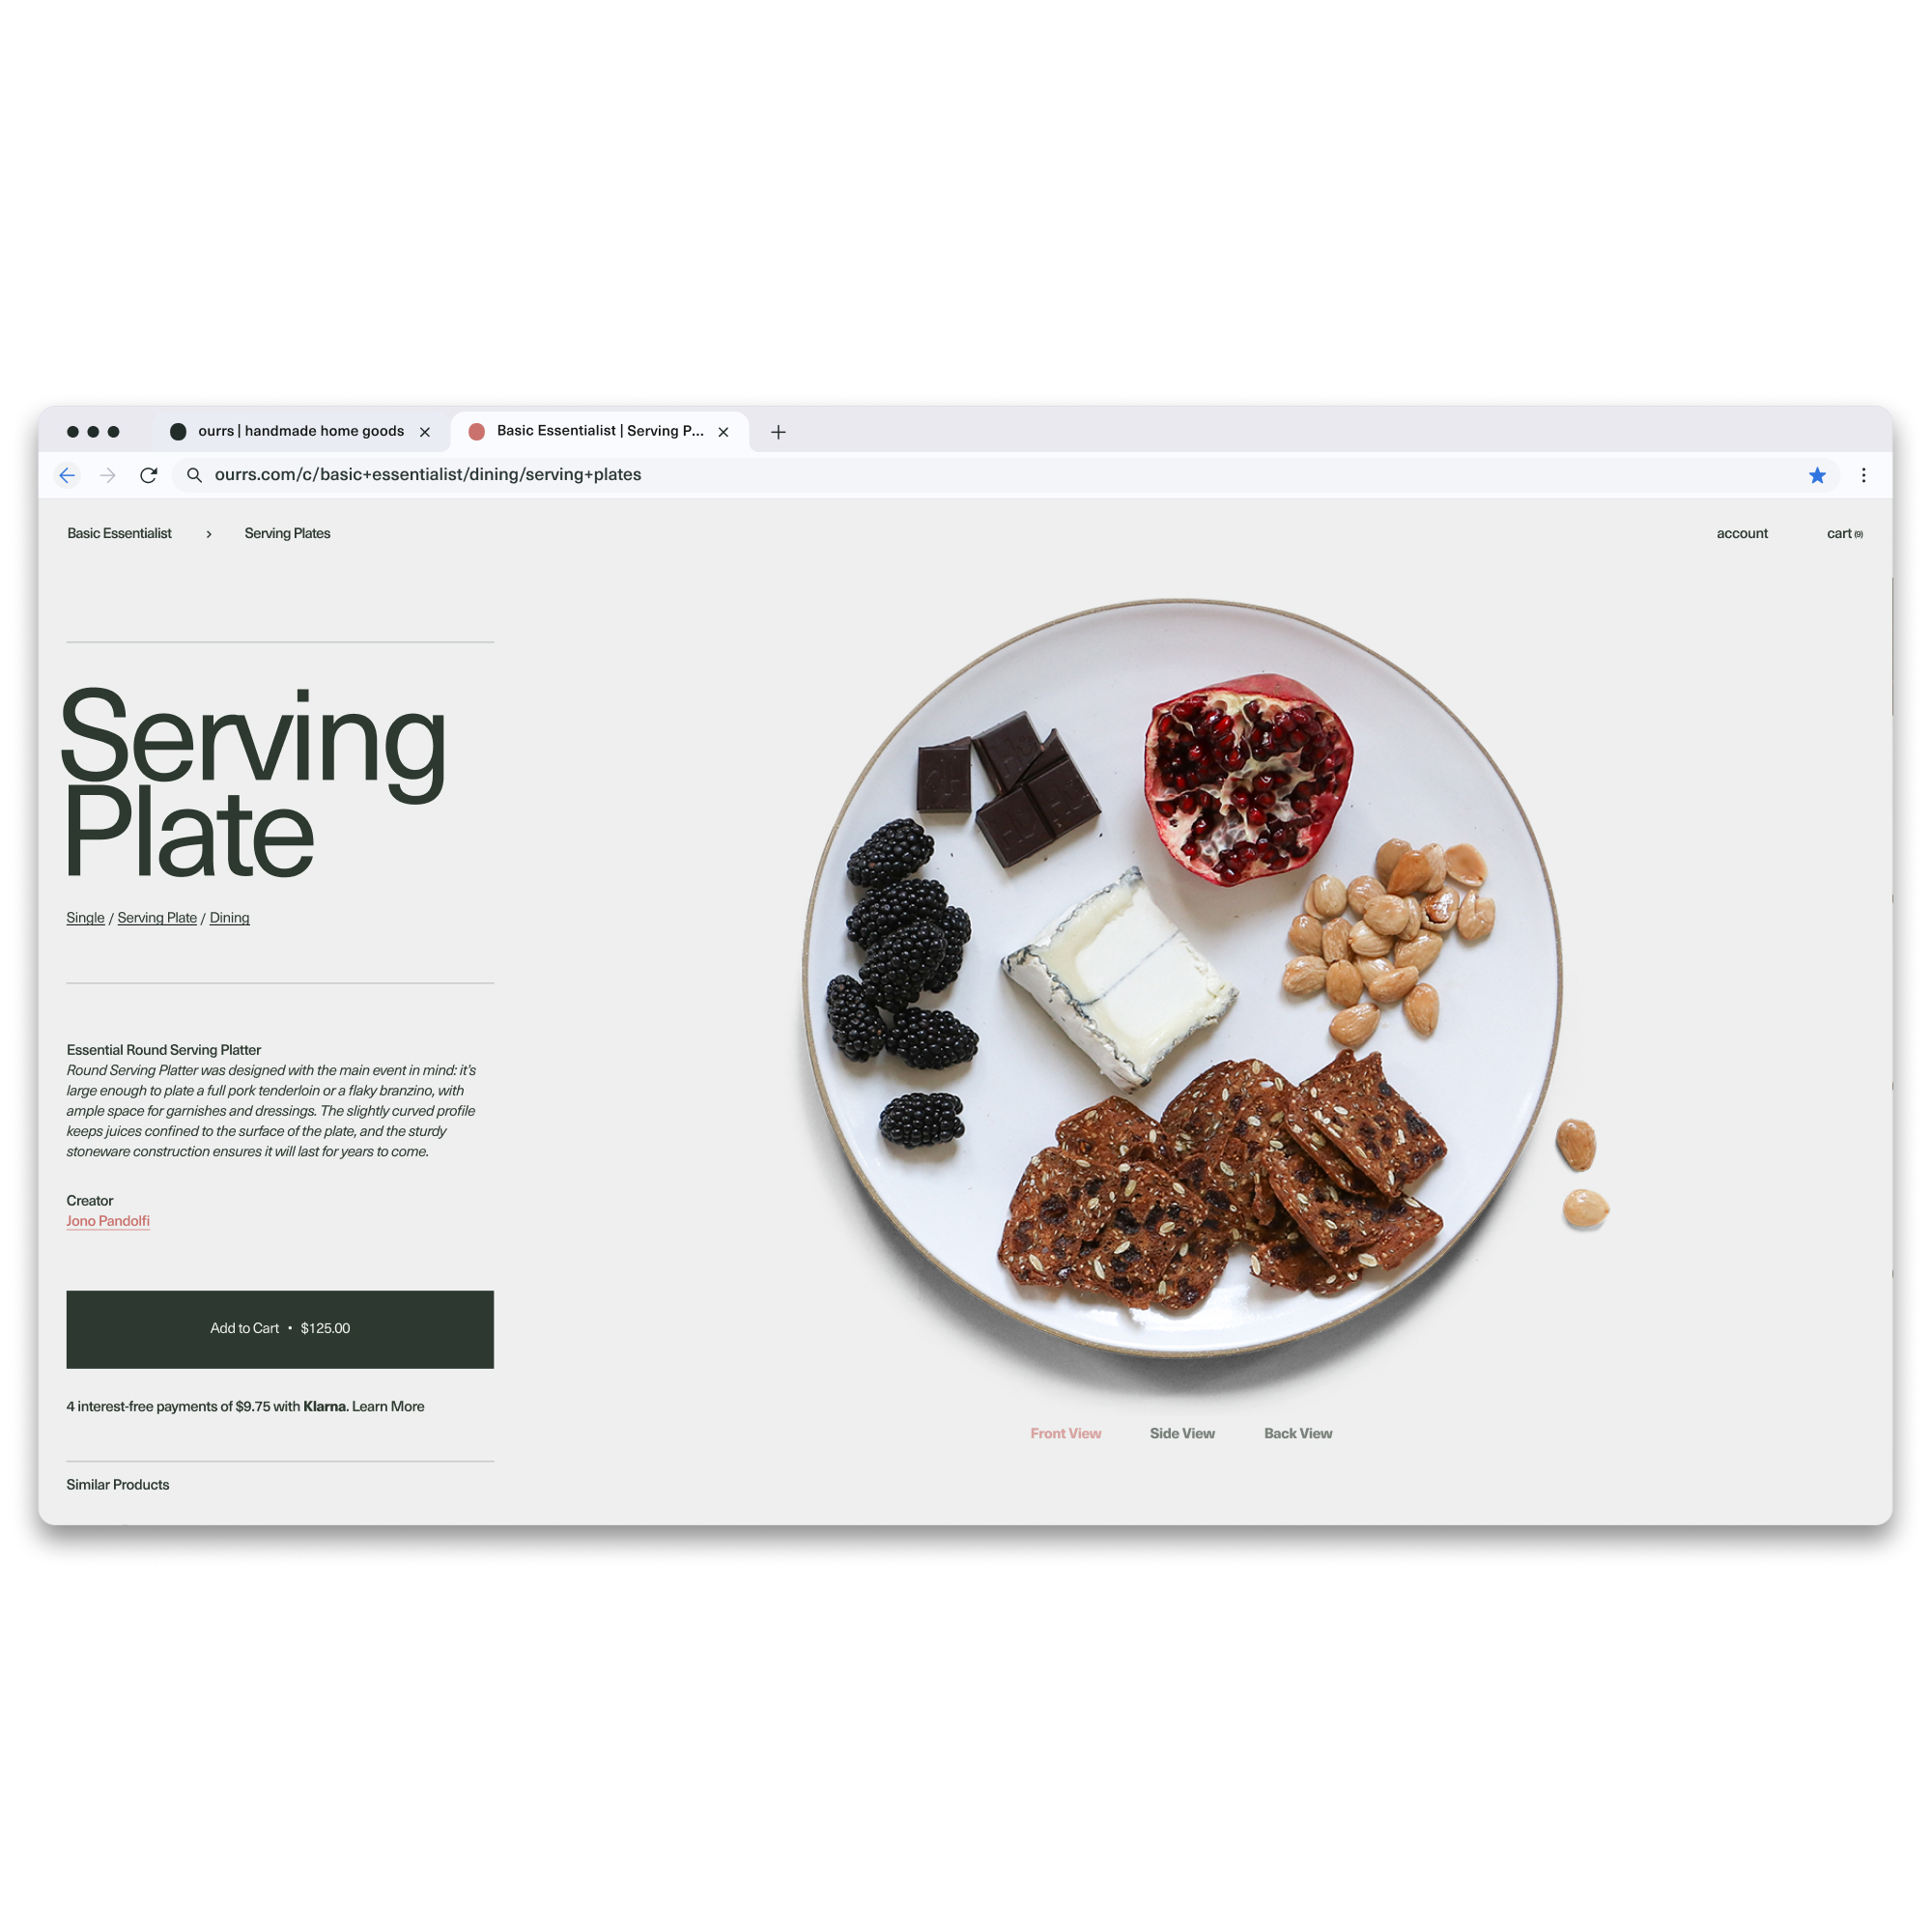 ourrs | handmade home goods
Basic Essentialist | Serving P...
ourrs.com/c/basic+essentialist/dining/serving+plates
Basic Essentialist > Serving Plates
account
cart (0)
Serving
Plate
Single / Serving Plate / Dining
Essential Round Serving Platter
Round Serving Platter was designed with the main event in mind: it's
large enough to plate a full pork tenderloin or a flaky branzino, with
ample space for garnishes and dressings. The slightly curved profile
keeps juices confined to the surface of the plate, and the sturdy
stoneware construction ensures it will last for years to come.
Creator
Jono Pandolfi
Add to Cart • $125.00
4 interest-free payments of $9.75 with Klarna. Learn More
Front View
Side View
Back View
Similar Products